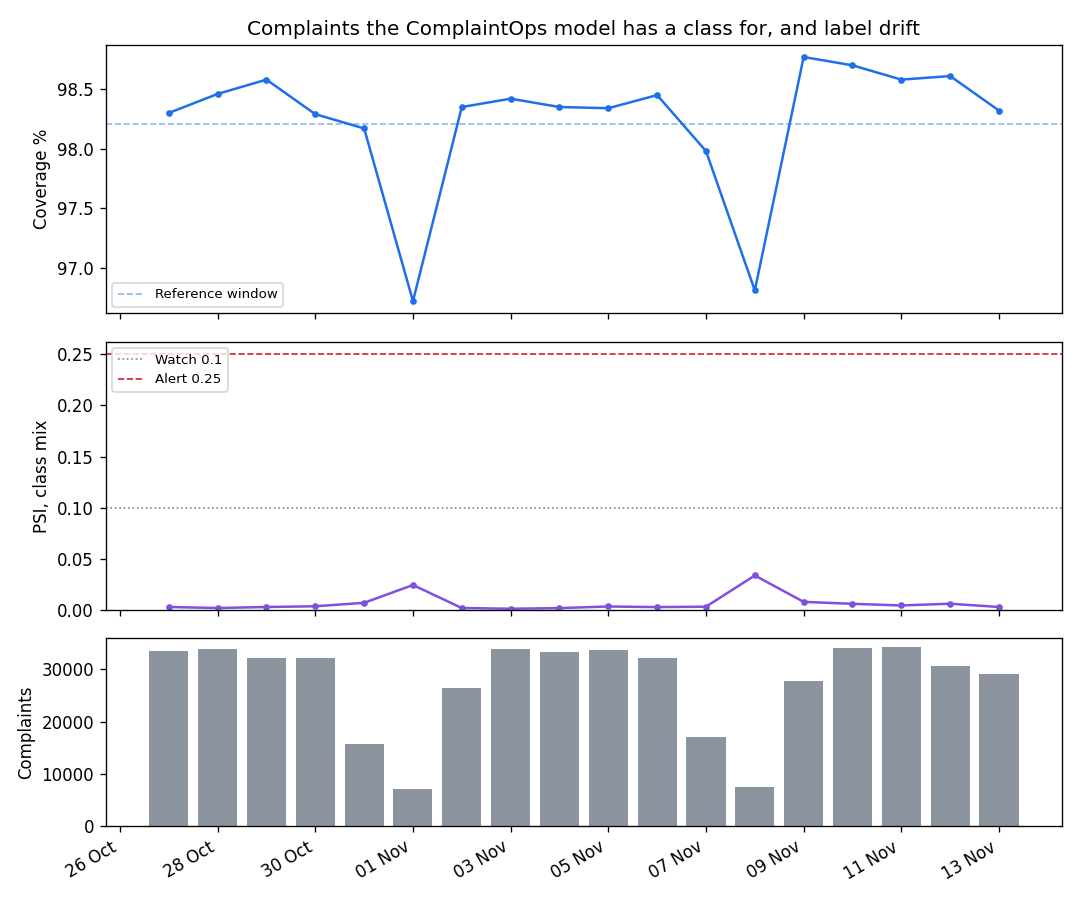 Complaints the ComplaintOps model has a class for, and label drift
Coverage %
98.5
98.0
97.5
97.0
Reference window
PSI, class mix
0.25
0.20
0.15
0.10
0.05
0.00
Watch 0.1
Alert 0.25
Complaints
30000
20000
10000
0
26 Oct
28 Oct
30 Oct
01 Nov
03 Nov
05 Nov
07 Nov
09 Nov
11 Nov
13 Nov